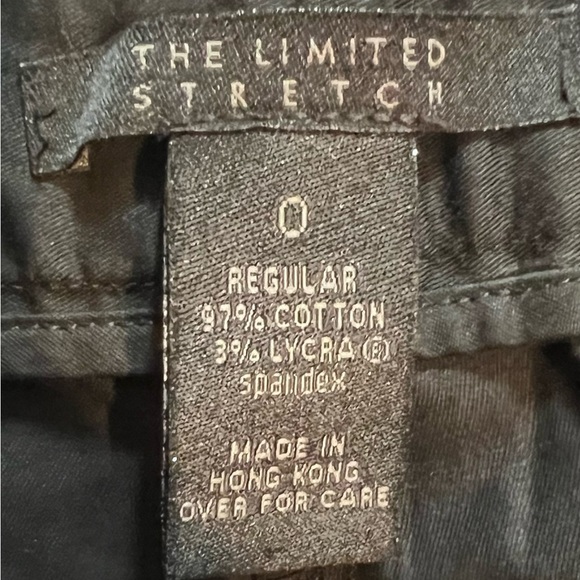 THE LIMITED
STRETCH
0
REGULAR
97% COTTON
3% LYCRA (R)
spandex
MADE IN
HONG KONG
OVER FOR CARE